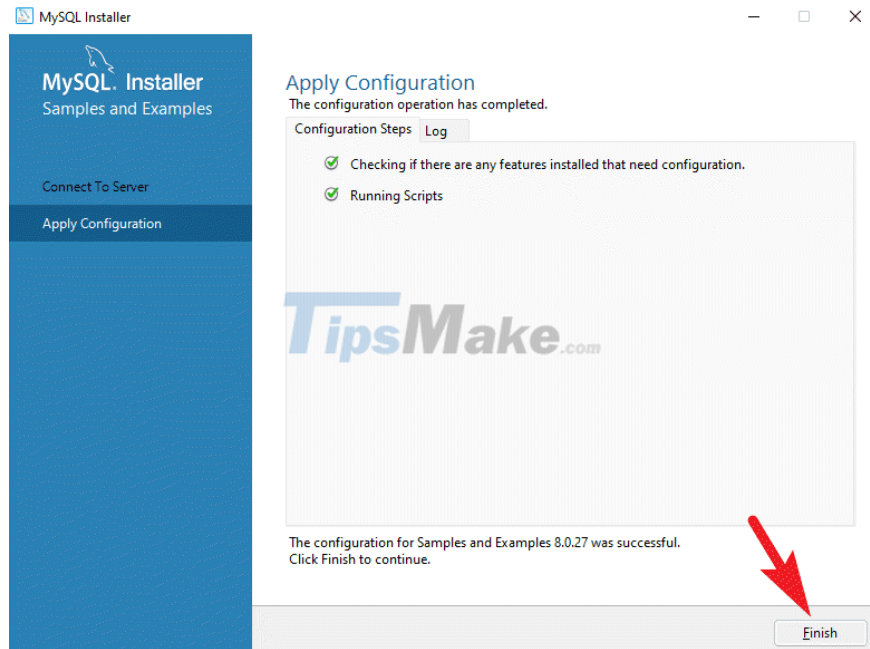 MySQL Installer
MySQL. Installer
Samples and Examples
Connect To Server
Apply Configuration
Apply Configuration
The configuration operation has completed.
Configuration Steps
Log
Checking if there are any features installed that need configuration.
Running Scripts
TipsMake.com
The configuration for Samples and Examples 8.0.27 was successful.
Click Finish to continue.
Finish